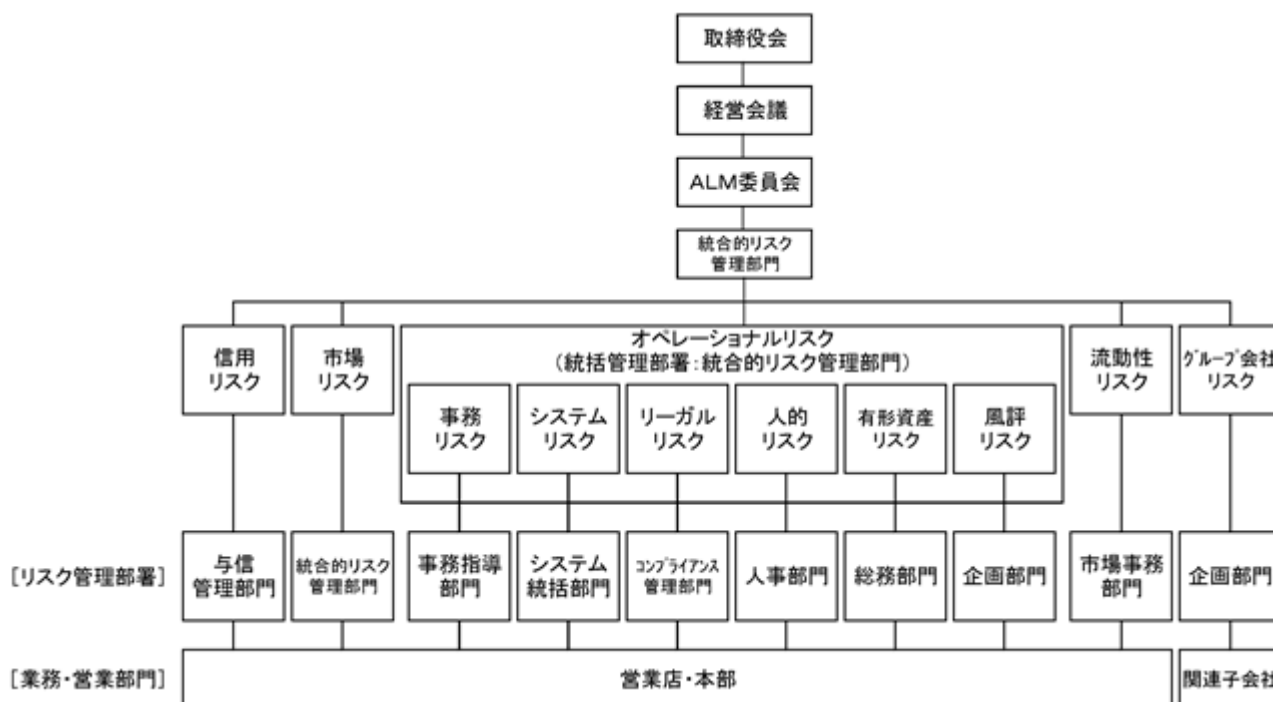 取締役会
経営会議
ALM委員会
統合的リスク
管理部門
信用
リスク
市場
リスク
オペレーショナルリスク
(統括管理部署:統合的リスク管理部門)
事務
リスク
システム
リスク
リーガル
リスク
人的
リスク
有形資産
リスク
風評
リスク
流動性
リスク
グループ会社
リスク
[リスク管理部署]
与信
管理部門
統合的リスク
管理部門
事務指導
部門
システム
統括部門
コンプライアンス
管理部門
人事部門
総務部門
企画部門
市場事務
部門
企画部門
[業務・営業部門]
営業店・本部
関連子会社